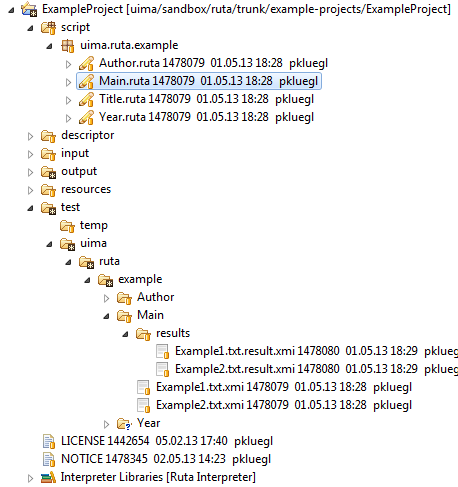 ExampleProject [uima/sandbox/ruta/trunk/example-projects/ExampleProject]
script
uima.ruta.example
Author.ruta 1478079 01.05.13 18:28 pkluegl
Main.ruta 1478079 01.05.13 18:28 pkluegl
Title.ruta 1478079 01.05.13 18:28 pkluegl
Year.ruta 1478079 01.05.13 18:28 pkluegl
descriptor
input
output
resources
test
temp
uima
ruta
example
Author
Main
results
Example1.txt.result.xmi 1478080 01.05.13 18:29 pkluegl
Example2.txt.result.xmi 1478080 01.05.13 18:29 pkluegl
Example1.txt.xmi 1478079 01.05.13 18:28 pkluegl
Example2.txt.xmi 1478079 01.05.13 18:28 pkluegl
Year
LICENSE 1442654 05.02.13 17:40 pkluegl
NOTICE 1478345 02.05.13 14:23 pkluegl
Interpreter Libraries [Ruta Interpreter]